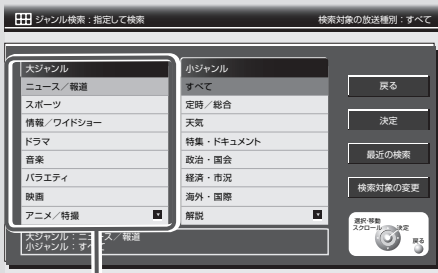 ジャンル検索：指定して検索
検索対象の放送種別：すべて
大ジャンル
ニュース／報道
スポーツ
情報／ワイドショー
ドラマ
音楽
バラエティ
映画
アニメ／特撮
小ジャンル
すべて
定時／総合
天気
特集・ドキュメント
政治・国会
経済・市況
海外・国際
解説
戻る
決定
最近の検索
検索対象の変更
選択・移動
スクロール
決定
戻る
大ジャンル：ニュース／報道
小ジャンル：すべて